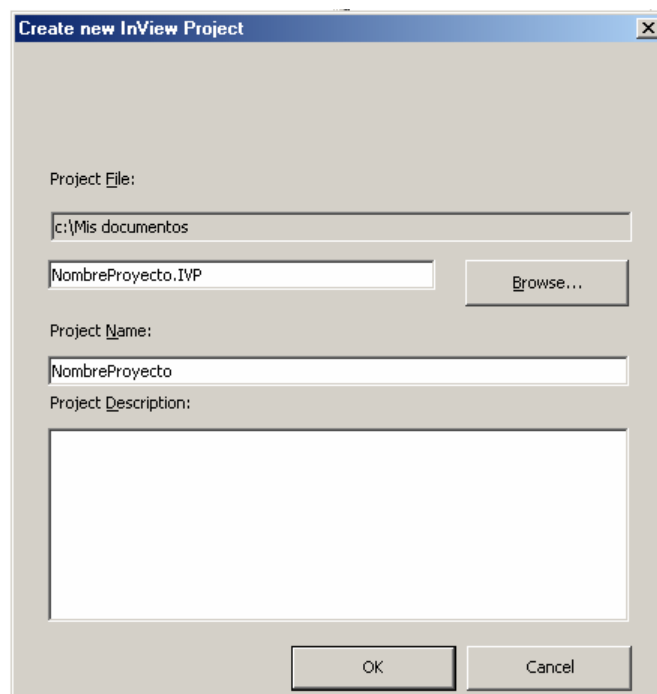 Create new InView Project
Project File:
c:\Mis documentos
NombreProyecto.IVP
Browse...
Project Name:
NombreProyecto
Project Description:
OK
Cancel